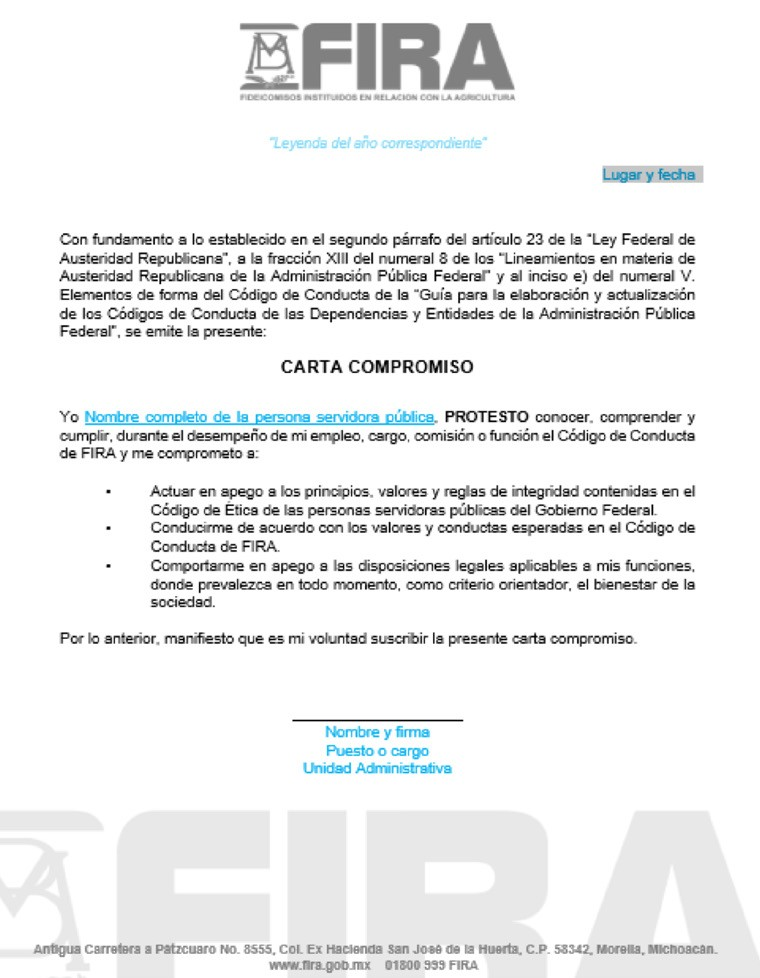 FIRA
FIDEICOMISOS INSTITUIDOS EN RELACION CON LA AGRICULTURA
"Leyenda del año correspondiente"
Lugar y fecha
Con fundamento a lo establecido en el segundo párrafo del artículo 23 de la "Ley Federal de
Austeridad Republicana", a la fracción XIII del numeral 8 de los "Lineamientos en materia de
Austeridad Republicana de la Administración Pública Federal" y al inciso e) del numeral V.
Elementos de forma del Código de Conducta de la "Guía para la elaboración y actualización
de los Códigos de Conducta de las Dependencias y Entidades de la Administración Pública
Federal", se emite la presente:
CARTA COMPROMISO
Yo Nombre completo de la persona servidora pública, PROTESTO conocer, comprender y
cumplir, durante el desempeño de mi empleo, cargo, comisión o función el Código de Conducta
de FIRA y me comprometo a:
• Actuar en apego a los principios, valores y reglas de integridad contenidas en el
Código de Ética de las personas servidoras públicas del Gobierno Federal.
• Conducirme de acuerdo con los valores y conductas esperadas en el Código de
Conducta de FIRA.
• Comportarme en apego a las disposiciones legales aplicables a mis funciones,
donde prevalezca en todo momento, como criterio orientador, el bienestar de la
sociedad.
Por lo anterior, manifiesto que es mi voluntad suscribir la presente carta compromiso.
Nombre y firma
Puesto o cargo
Unidad Administrativa
FIRA
Antigua Carretera a Pátzcuaro No. 8555, Col. Ex Hacienda San José de la Huerta, C.P. 58342, Morelia, Michoacán.
www.fira.gob.mx 01800 999 FIRA